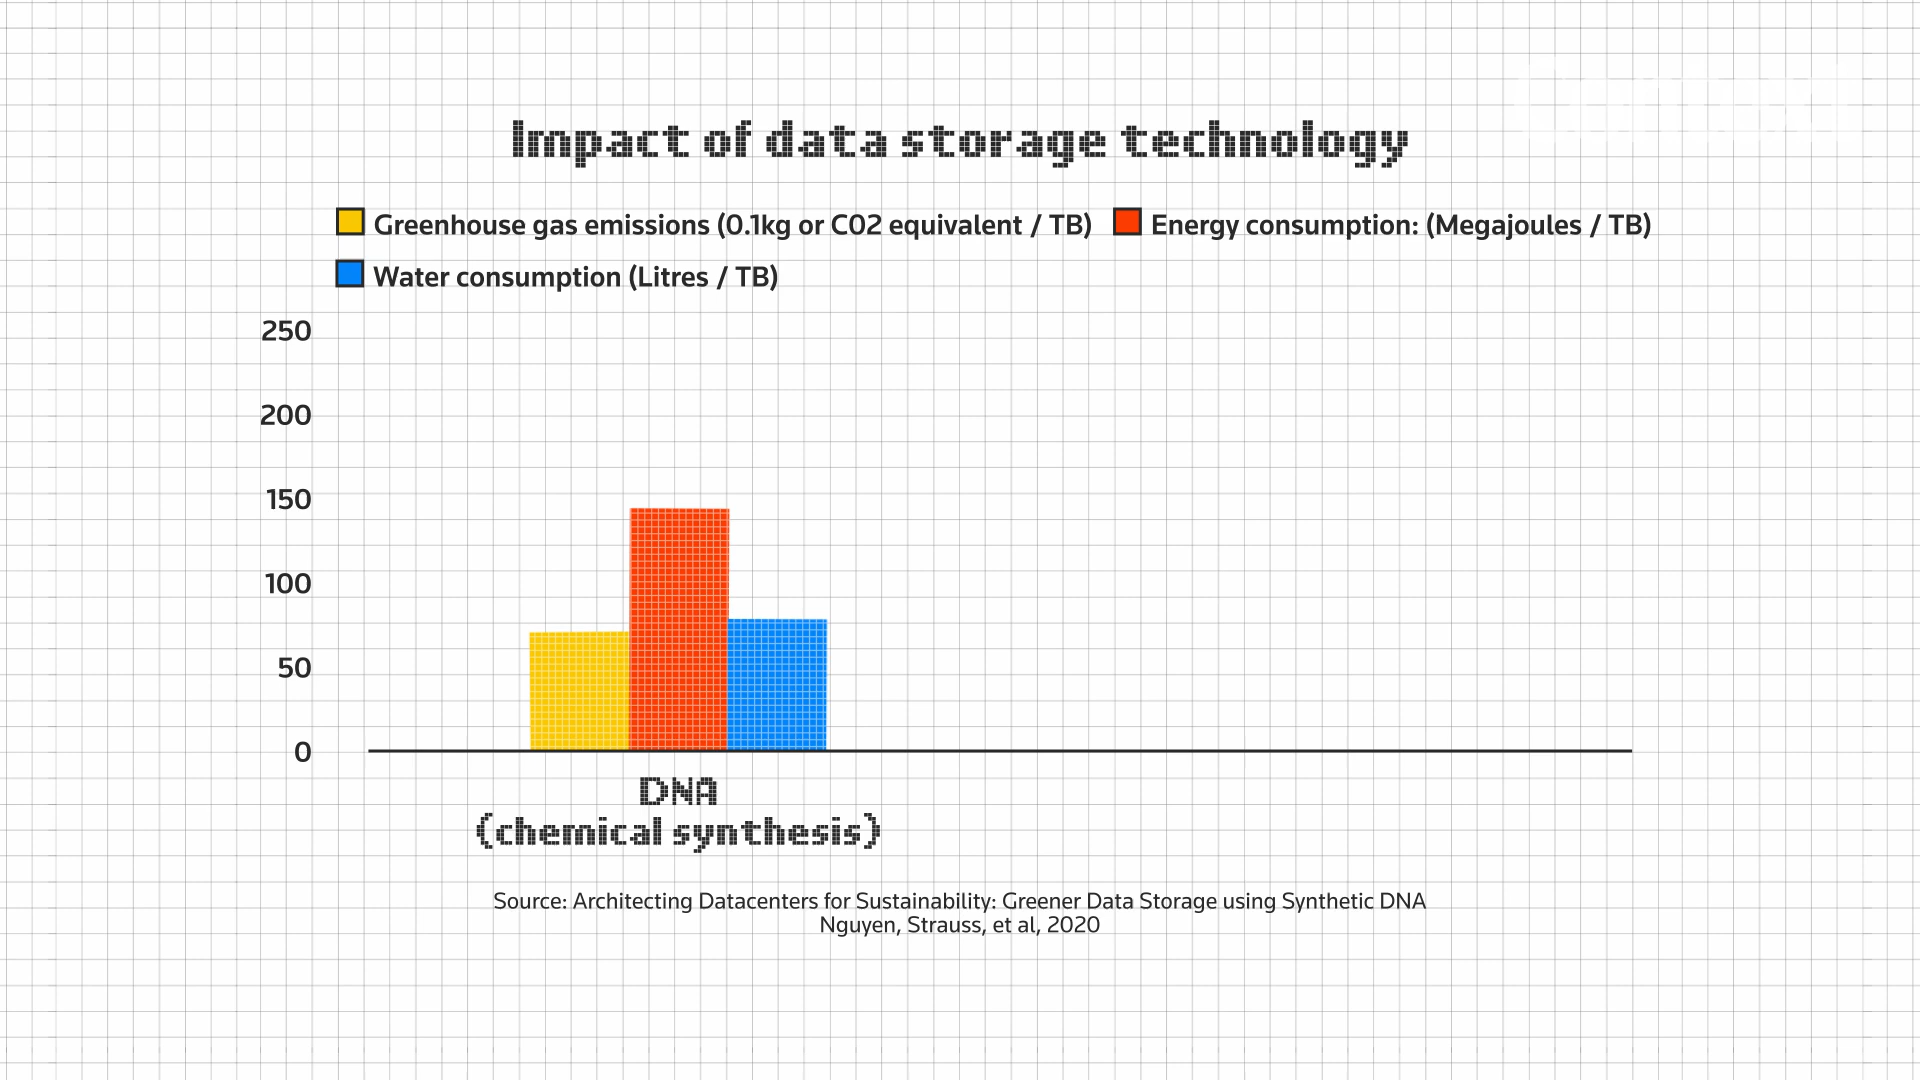 Impact of data storage technology
Greenhouse gas emissions (0.1kg or C02 equivalent / TB) Energy consumption: (Megajoules / TB)
Water consumption (Litres / TB)
250
200
150
100
50
0
DNA
(chemical synthesis)
Source: Architecting Datacenters for Sustainability: Greener Data Storage using Synthetic DNA
Nguyen, Strauss, et al, 2020